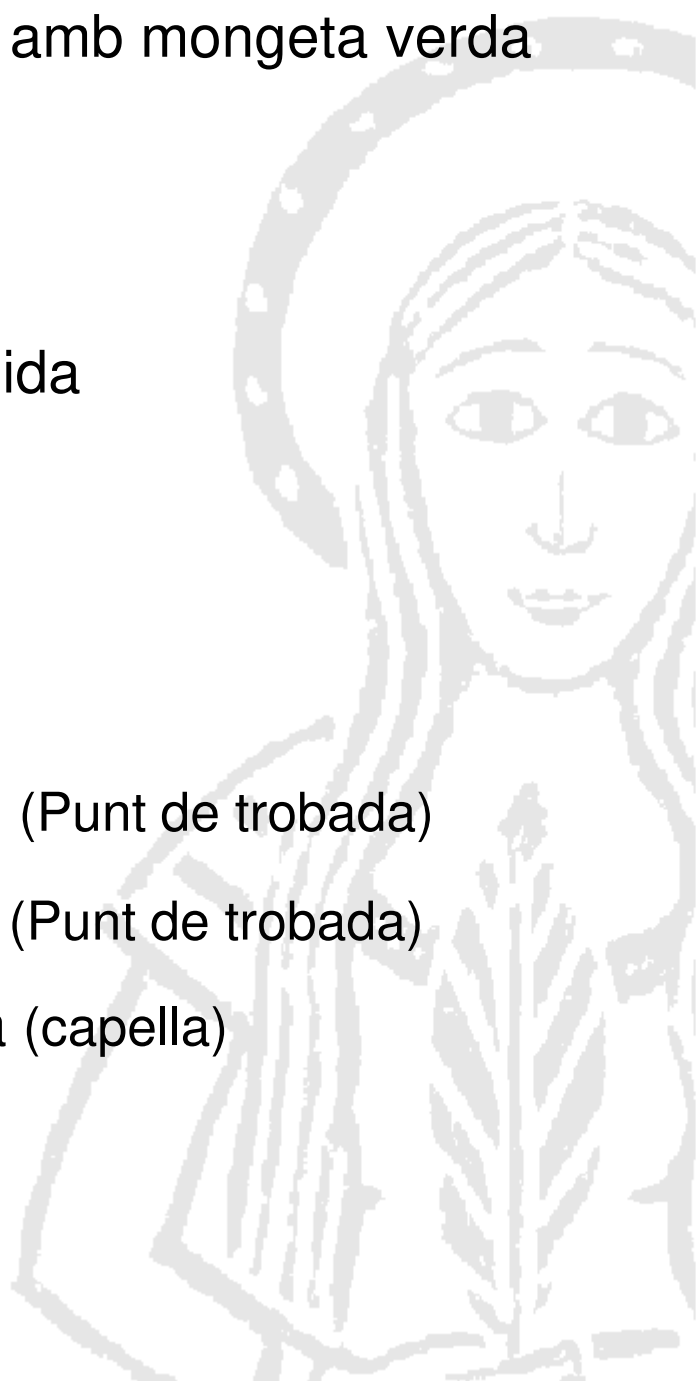 amb mongeta verda
ida
(Punt de trobada)
(Punt de trobada)
(capella)